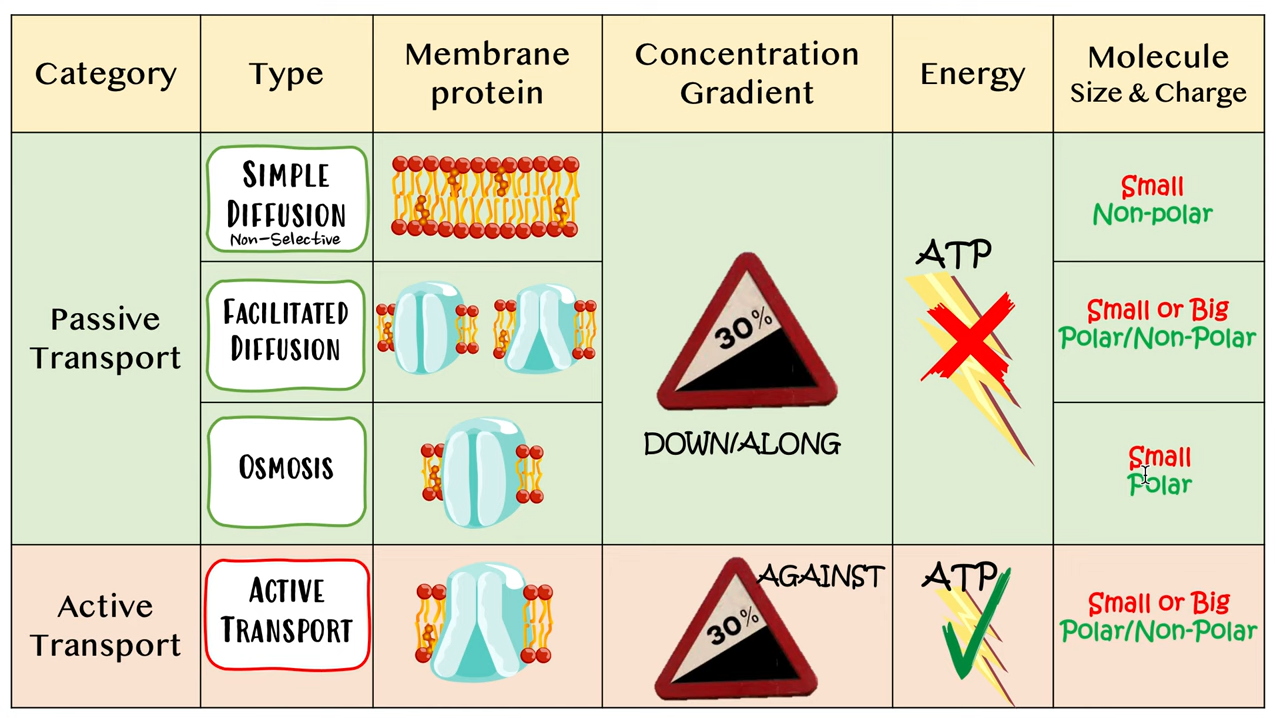 Category
Type
Membrane
protein
Concentration
Gradient
Energy
Molecule
Size & Charge
Passive
Transport
SIMPLE
DIFFUSION
Non-Selective
FACILITATED
DIFFUSION
OSMOSIS
30%
DOWN/ALONG
ATP
Small
Non-polar
Small or Big
Polar/Non-Polar
Small
Polar
Active
Transport
ACTIVE
TRANSPORT
30%
AGAINST
ATP
Small or Big
Polar/Non-Polar